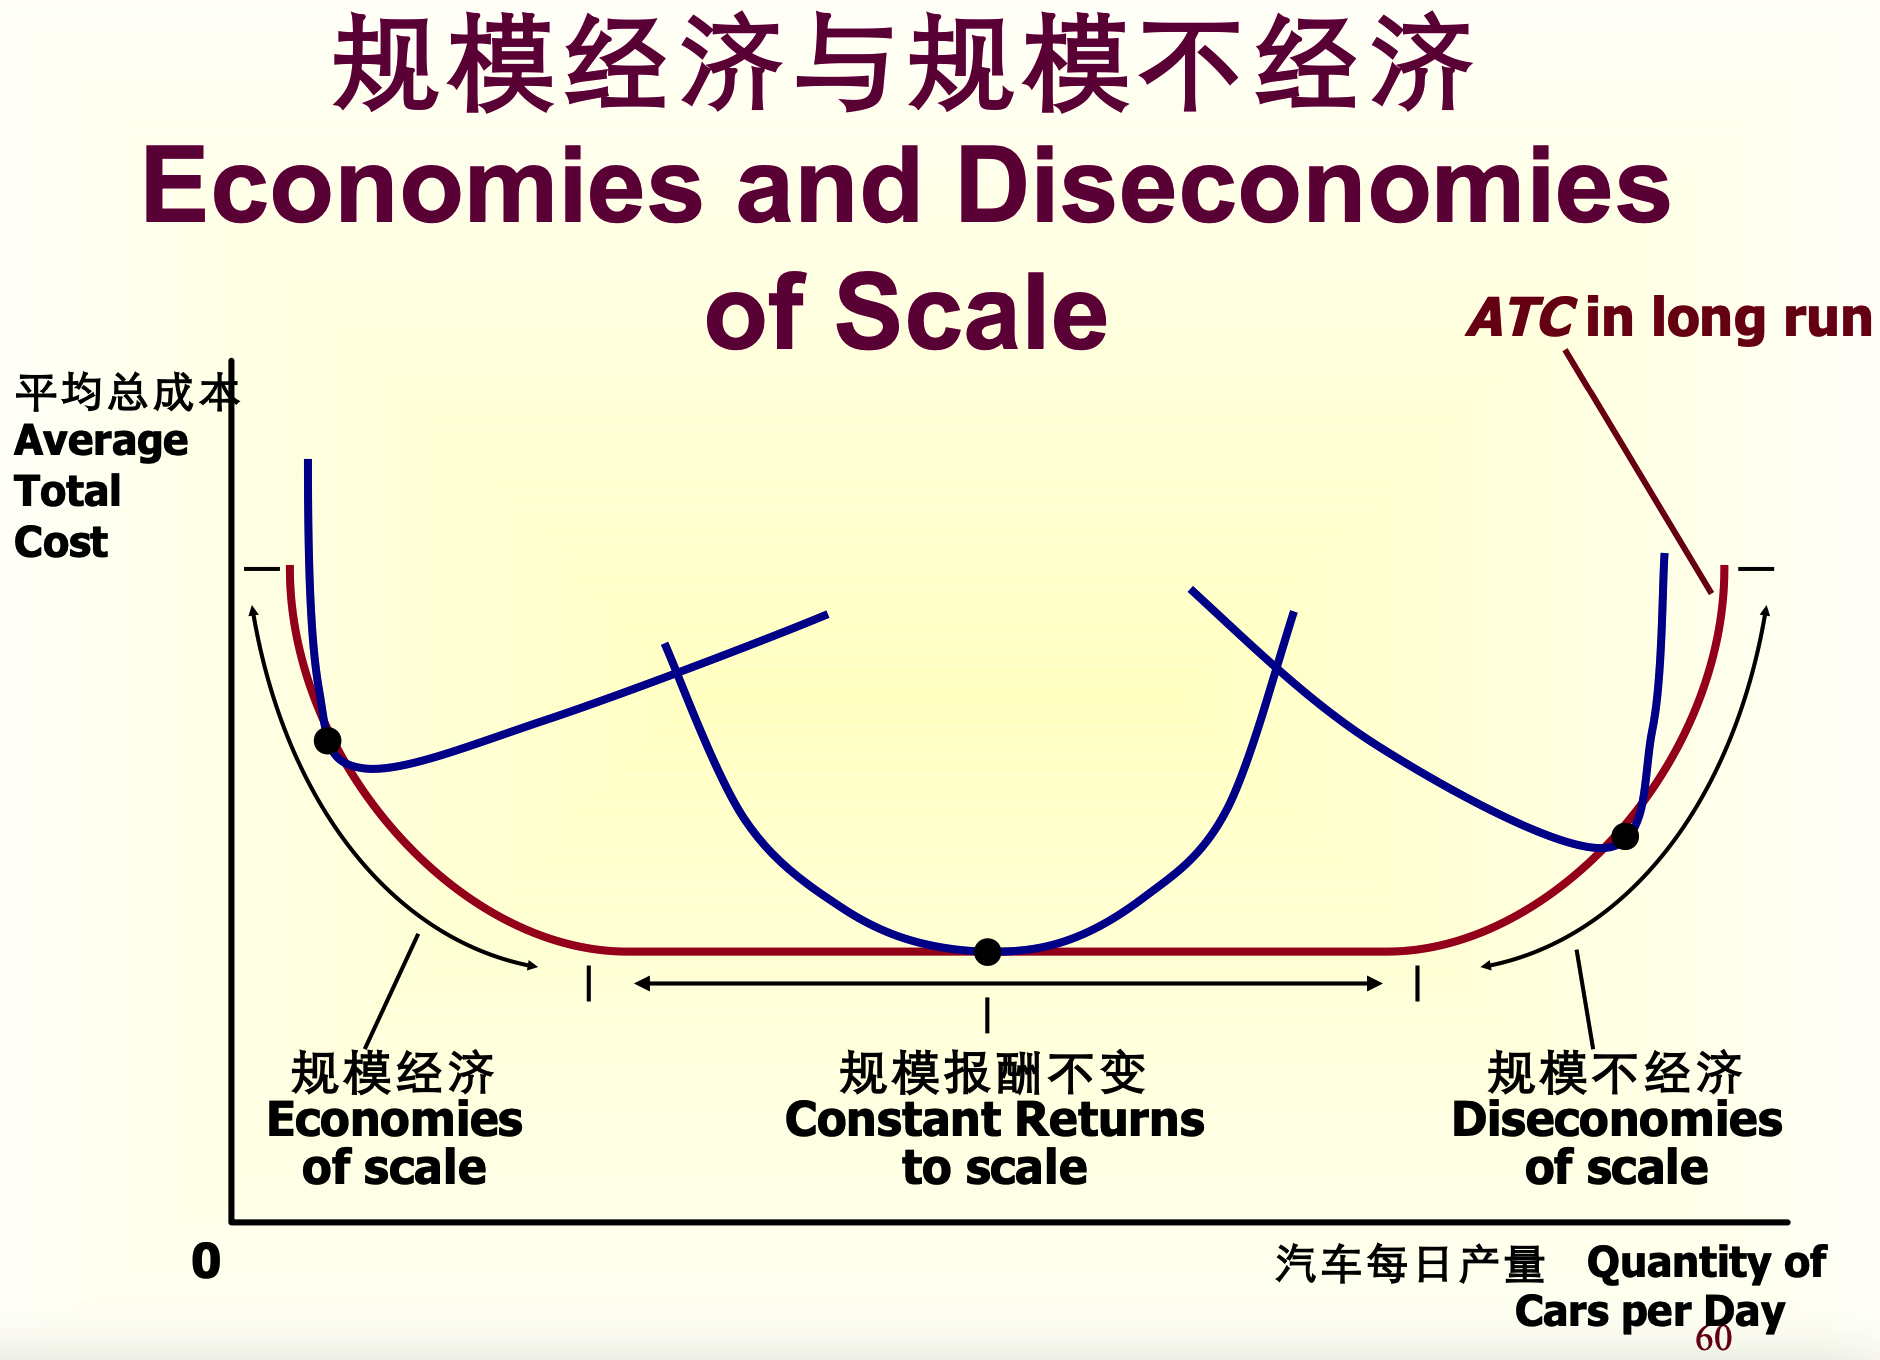 规模经济与规模不经济
Economies and Diseconomies
of Scale
ATC in long run
平均总成本
Average
Total
Cost
规模经济
Economies
of scale
规模报酬不变
Constant Returns
to scale
规模不经济
Diseconomies
of scale
0
汽车每日产量 Quantity of
Cars per Day
60